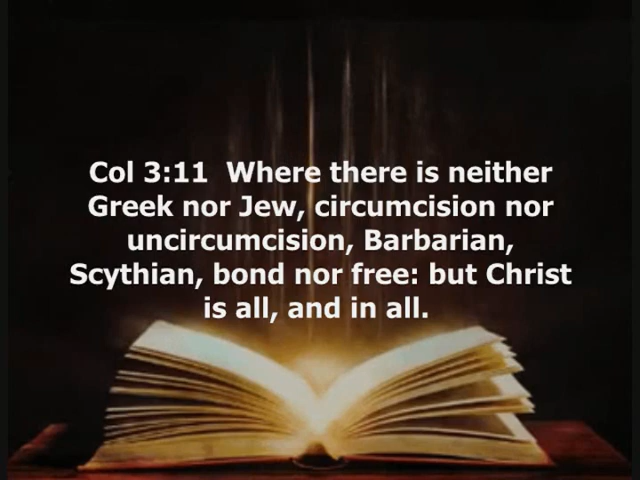 Col 3:11  Where there is neither
Greek nor Jew, circumcision nor
uncircumcision, Barbarian,
Scythian, bond nor free: but Christ
is all, and in all.